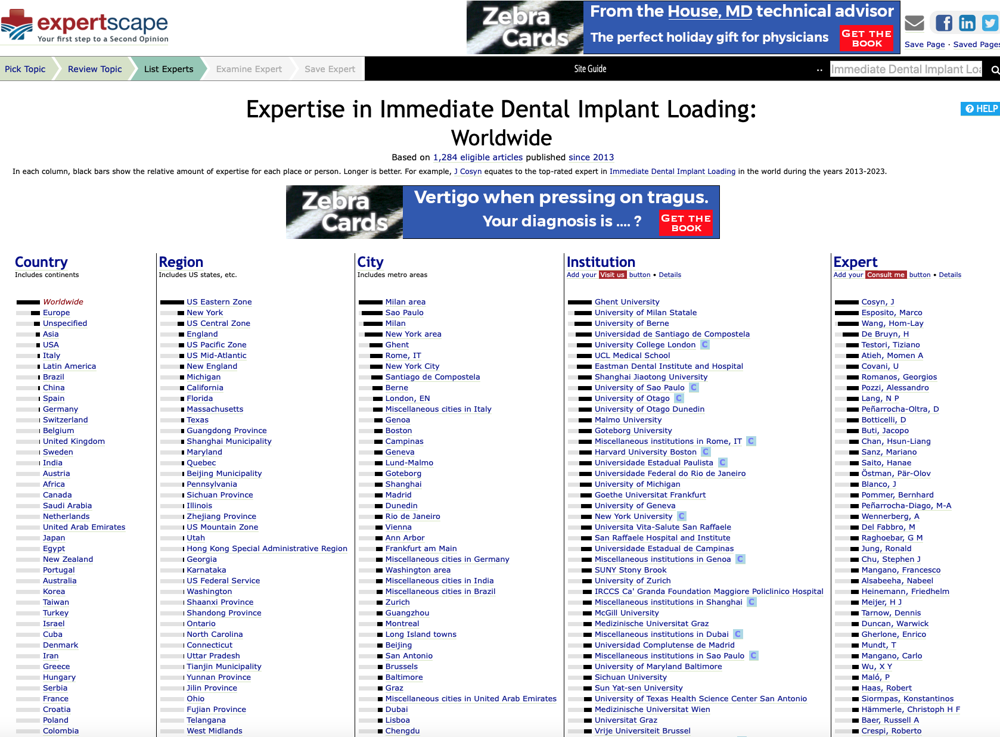 expertscape
Your first step to a Second Opinion
Zebra Cards
From the House, MD technical advisor
The perfect holiday gift for physicians
GET THE BOOK
Save Page · Saved Pages
Pick Topic
Review Topic
List Experts
Examine Expert
Save Expert
Site Guide
Immediate Dental Implant Loa
Expertise in Immediate Dental Implant Loading:
HELP
Worldwide
Based on 1,284 eligible articles published since 2013
In each column, black bars show the relative amount of expertise for each place or person. Longer is better. For example, J Cosyn equates to the top-rated expert in Immediate Dental Implant Loading in the world during the years 2013-2023.
Zebra Cards
Vertigo when pressing on tragus.
Your diagnosis is .... ?
GET THE BOOK
Country
Includes continents
Worldwide
Europe
Unspecified
Asia
USA
Italy
Latin America
Brazil
China
Spain
Germany
Switzerland
Belgium
United Kingdom
Sweden
India
Austria
Africa
Canada
Saudi Arabia
Netherlands
United Arab Emirates
Japan
Egypt
New Zealand
Portugal
Australia
Korea
Taiwan
Turkey
Israel
Cuba
Denmark
Iran
Greece
Hungary
Serbia
France
Croatia
Poland
Colombia
Region
Includes US states, etc.
US Eastern Zone
New York
US Central Zone
England
US Pacific Zone
US Mid-Atlantic
New England
Michigan
California
Florida
Massachusetts
Texas
Guangdong Province
Shanghai Municipality
Maryland
Quebec
Beijing Municipality
Pennsylvania
Sichuan Province
Illinois
Zhejiang Province
US Mountain Zone
Utah
Hong Kong Special Administrative Region
Georgia
Karnataka
US Federal Service
Washington
Shaanxi Province
Shandong Province
Ontario
North Carolina
Connecticut
Uttar Pradesh
Tianjin Municipality
Yunnan Province
Jilin Province
Ohio
Fujian Province
Telangana
West Midlands
City
Includes metro areas
Milan area
Sao Paulo
Milan
New York area
Ghent
Rome, IT
New York City
Santiago de Compostela
Berne
London, EN
Miscellaneous cities in Italy
Genoa
Boston
Campinas
Geneva
Lund-Malmo
Goteborg
Shanghai
Madrid
Dunedin
Rio de Janeiro
Vienna
Ann Arbor
Frankfurt am Main
Miscellaneous cities in Germany
Washington area
Miscellaneous cities in India
Miscellaneous cities in Brazil
Zurich
Guangzhou
Montreal
Long Island towns
Beijing
San Antonio
Brussels
Baltimore
Graz
Miscellaneous cities in United Arab Emirates
Dubai
Lisboa
Chengdu
Institution
Add your Visit us button • Details
Ghent University
University of Milan Statale
University of Berne
Universidad de Santiago de Compostela
University College London C
UCL Medical School
Eastman Dental Institute and Hospital
Shanghai Jiaotong University
University of Sao Paulo C
University of Otago C
University of Otago Dunedin
Malmo University
Goteborg University
Miscellaneous institutions in Rome, IT C
Harvard University Boston C
Universidade Estadual Paulista C
Universidade Federal do Rio de Janeiro
University of Michigan
Goethe Universitat Frankfurt
University of Geneva
New York University C
Universita Vita-Salute San Raffaele
San Raffaele Hospital and Institute
Universidade Estadual de Campinas
Miscellaneous institutions in Genoa C
SUNY Stony Brook
University of Zurich
IRCCS Ca' Granda Foundation Maggiore Policlinico Hospital
Miscellaneous institutions in Shanghai C
McGill University
Medizinische Universitat Graz
Miscellaneous institutions in Dubai C
Universidad Complutense de Madrid
Miscellaneous institutions in Sao Paulo C
University of Maryland Baltimore
Sichuan University
Sun Yat-sen University
University of Texas Health Science Center San Antonio
Medizinische Universitat Wien
Universitat Graz
Vrije Universiteit Brussel
Expert
Add your Consult me button • Details
Cosyn, J
Esposito, Marco
Wang, Hom-Lay
De Bruyn, H
Testori, Tiziano
Atieh, Momen A
Covani, U
Romanos, Georgios
Pozzi, Alessandro
Lang, N P
Peñarrocha-Oltra, D
Botticelli, D
Buti, Jacopo
Chan, Hsun-Liang
Sanz, Mariano
Saito, Hanae
Östman, Pär-Olov
Blanco, J
Pommer, Bernhard
Peñarrocha-Diago, M-A
Wennerberg, A
Del Fabbro, M
Raghoebar, G M
Jung, Ronald
Chu, Stephen J
Mangano, Francesco
Alsabeeha, Nabeel
Heinemann, Friedhelm
Meijer, H J
Tarnow, Dennis
Duncan, Warwick
Gherlone, Enrico
Mundt, T
Mangano, Carlo
Wu, X Y
Maló, P
Haas, Robert
Siormpas, Konstantinos
Hämmerle, Christoph H F
Baer, Russell A
Crespi, Roberto